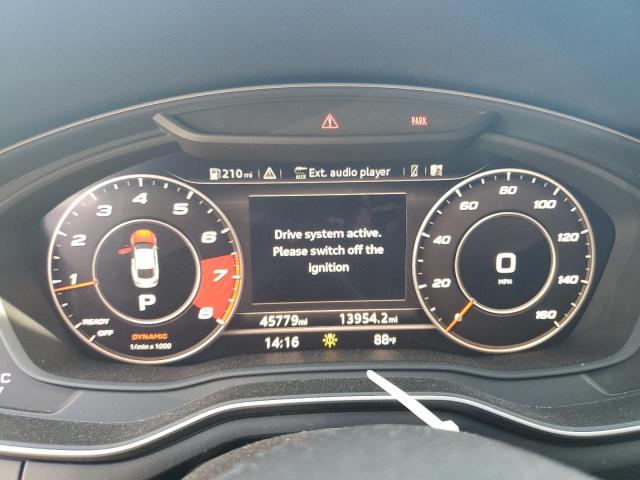 PARK
210 mi
AUX Ext. audio player
1 2 3 4 5 6 7 8
READY
OFF
P
DYNAMIC
1/min x 1000
Drive system active.
Please switch off the
ignition
20 40 60 80 100 120 140 160
0
MPH
45779mi 13954.2mi
14:16 88°F
C